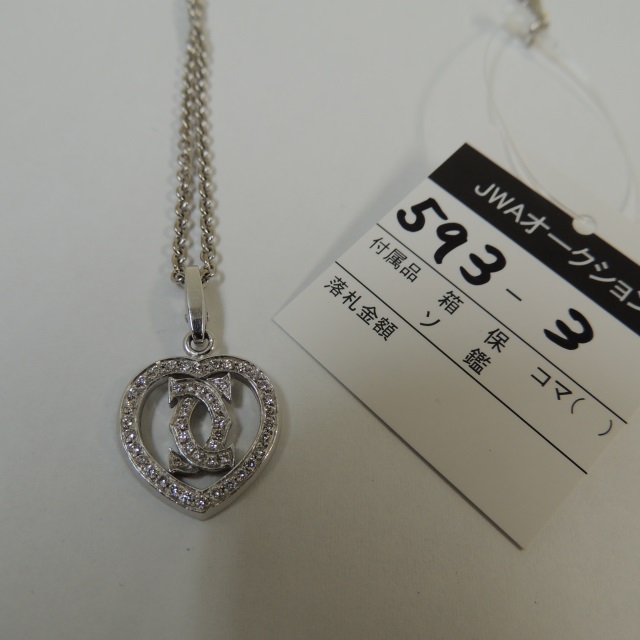 JWAオークション
593-3
付属品 箱 保 コマ( )
ソ 鑑
落札金額